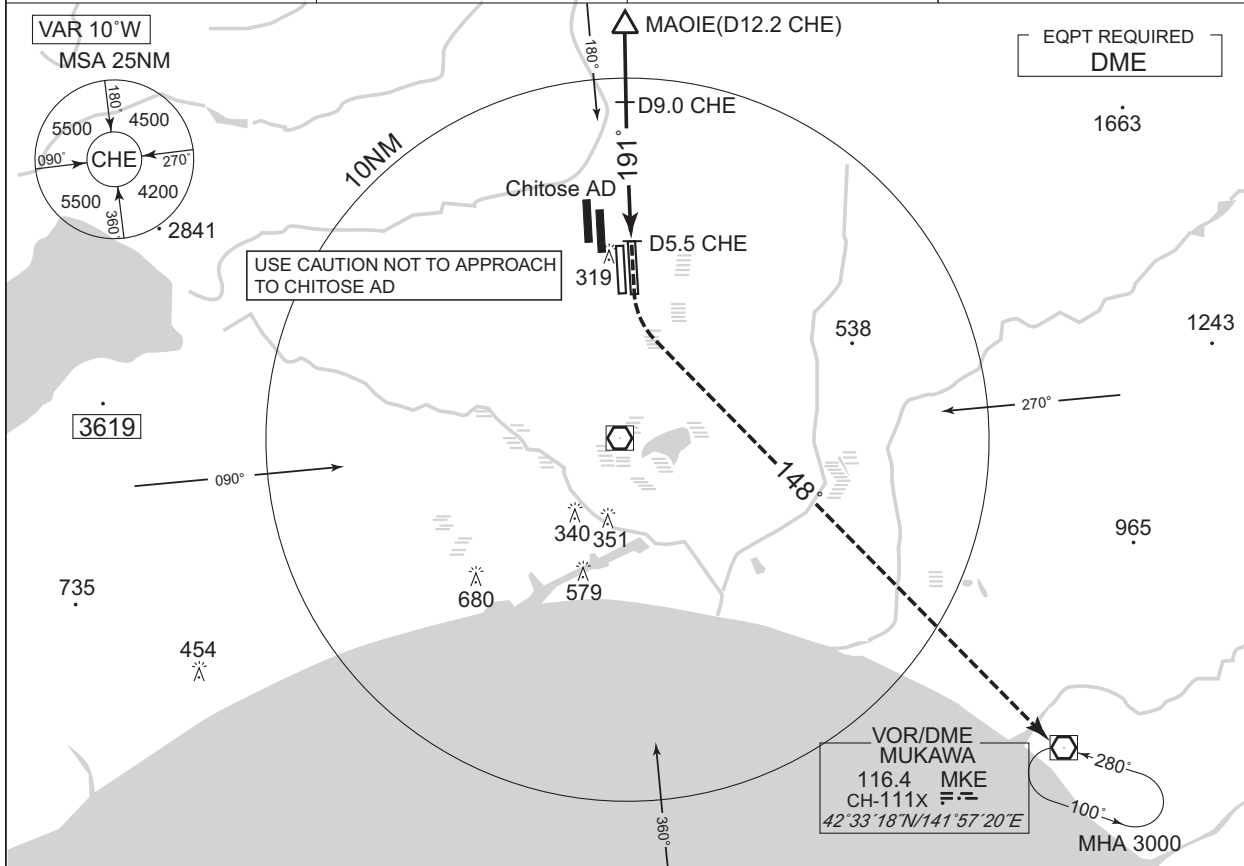 VAR 10°W
MSA 25NM
180°
5500
4500
090°
CHE
270°
5500
4200
360°
2841
MAOIE(D12.2 CHE)
180°
D9.0 CHE
EQPT REQUIRED
DME
1663
10NM
191°
Chitose AD
D5.5 CHE
319
USE CAUTION NOT TO APPROACH
TO CHITOSE AD
538
1243
3619
270°
090°
148°
340
351
965
680
579
735
454
VOR/DME
MUKAWA
116.4 MKE
CH-111X
42°33´18˝N/141°57´20˝E
280°
100°
MHA 3000
360°